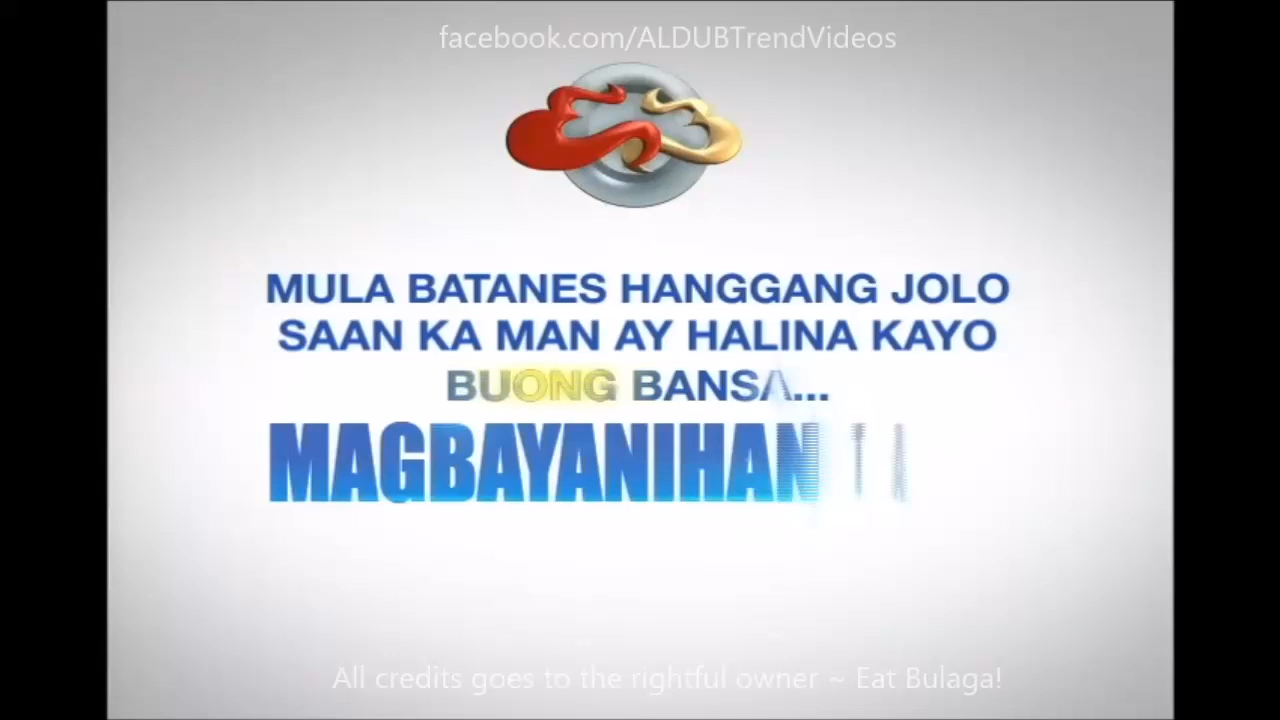 facebook.com/ALDUBTrendVideos
MULA BATANES HANGGANG JOLO
SAAN KA MAN AY HALINA KAYO
BUONG BANSA...
MAGBAYANIHAN TA
All credits goes to the rightful owner ~ Eat Bulaga!